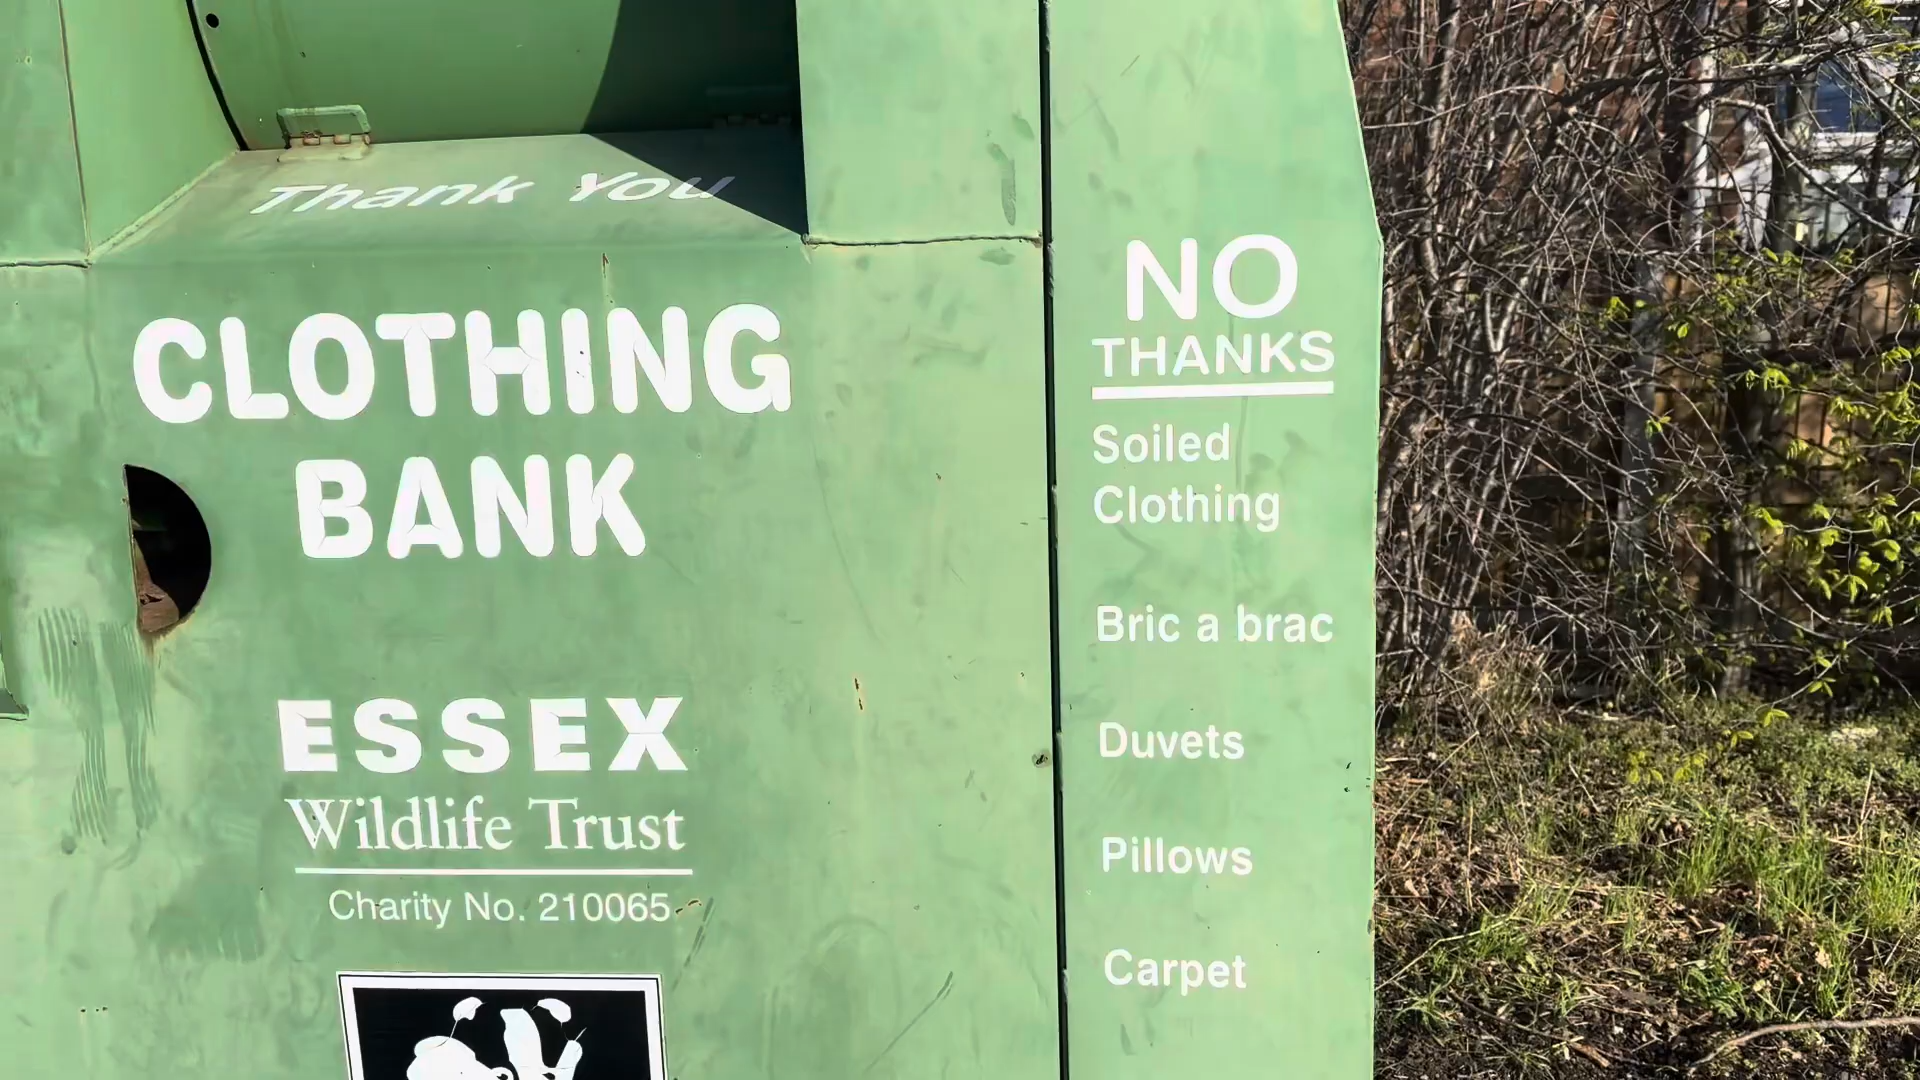 Thank You
CLOTHING
BANK
ESSEX
Wildlife Trust
Charity No. 210065
NO
THANKS
Soiled
Clothing
Bric a brac
Duvets
Pillows
Carpet